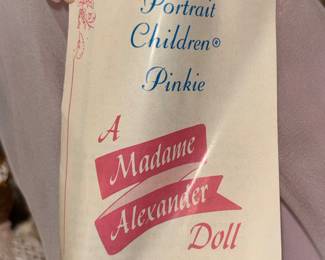 Portrait
Children®
Pinkie
A
Madame
Alexander
Doll